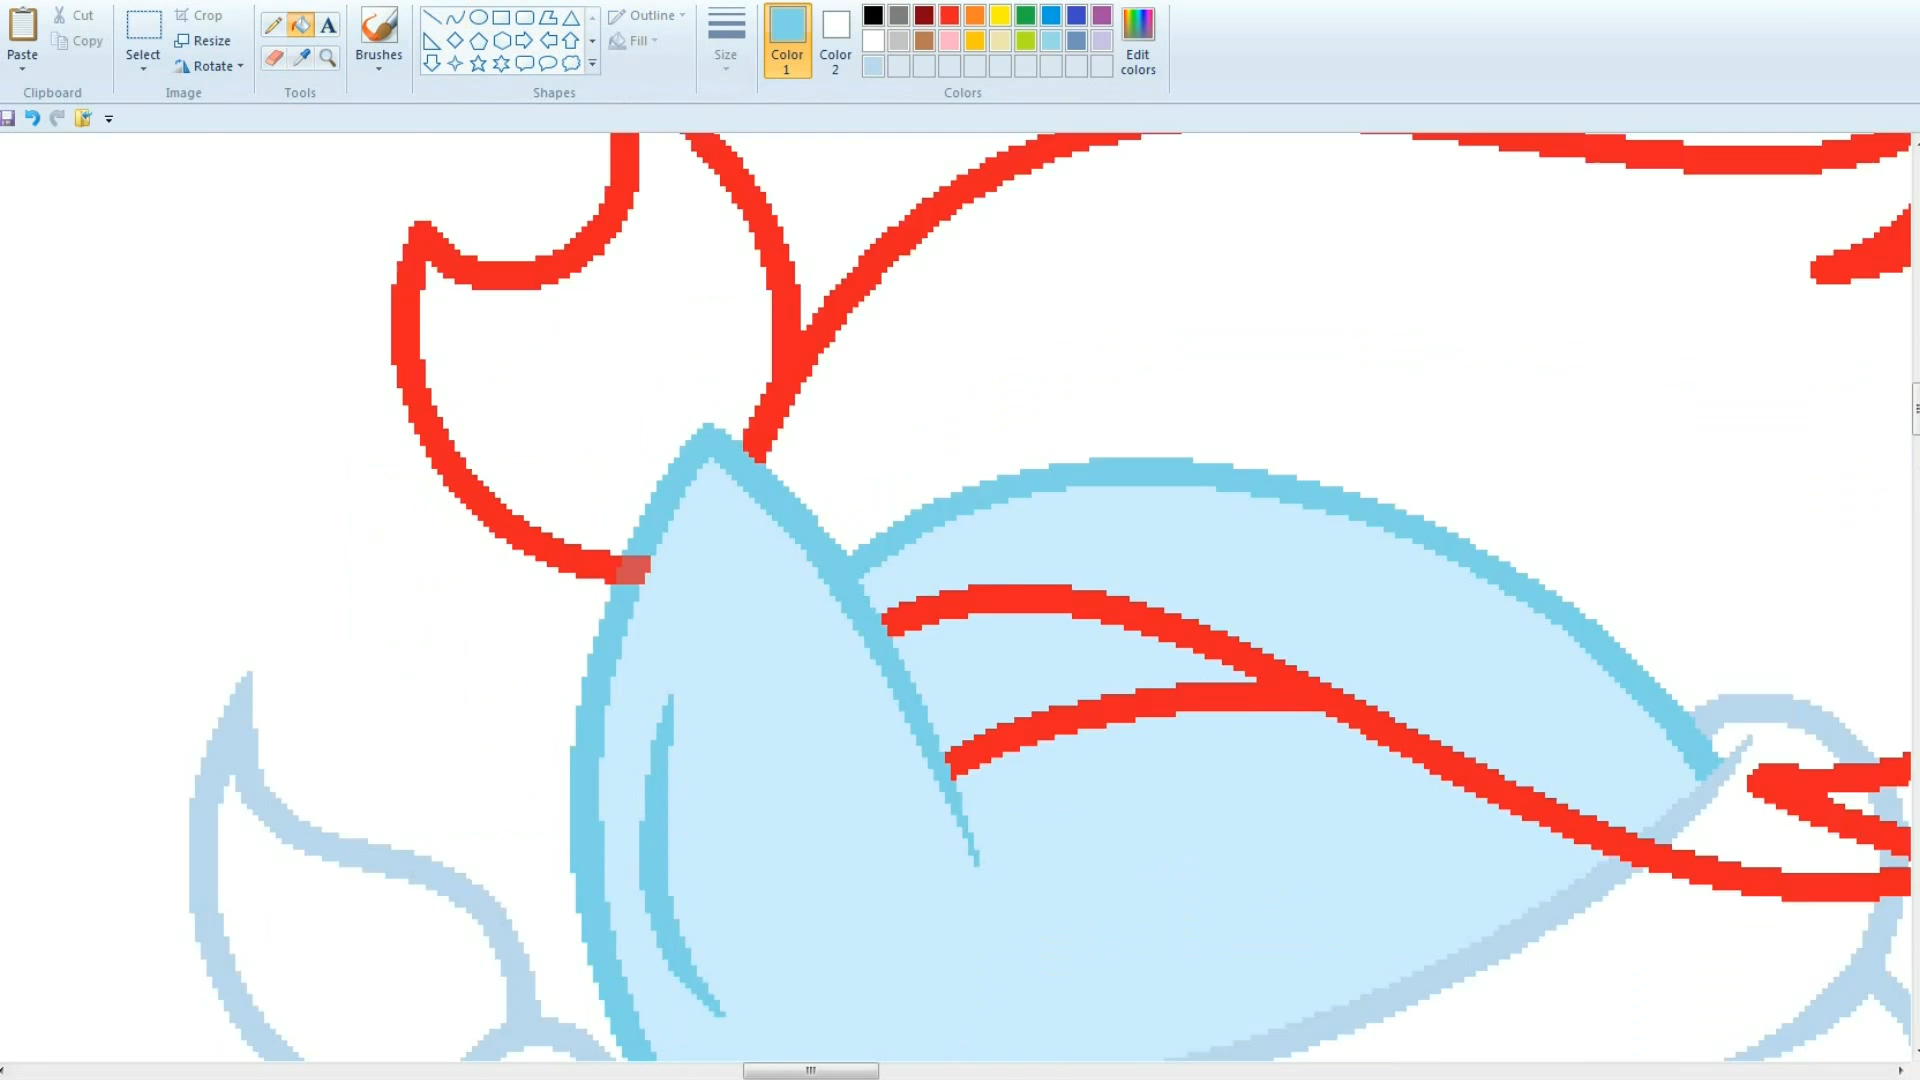 Paste
Cut
Copy
Clipboard
Select
Crop
Resize
Rotate
Image
A
Tools
Brushes
Shapes
Outline
Fill
Size
Color 1
Color 2
Edit colors
Colors